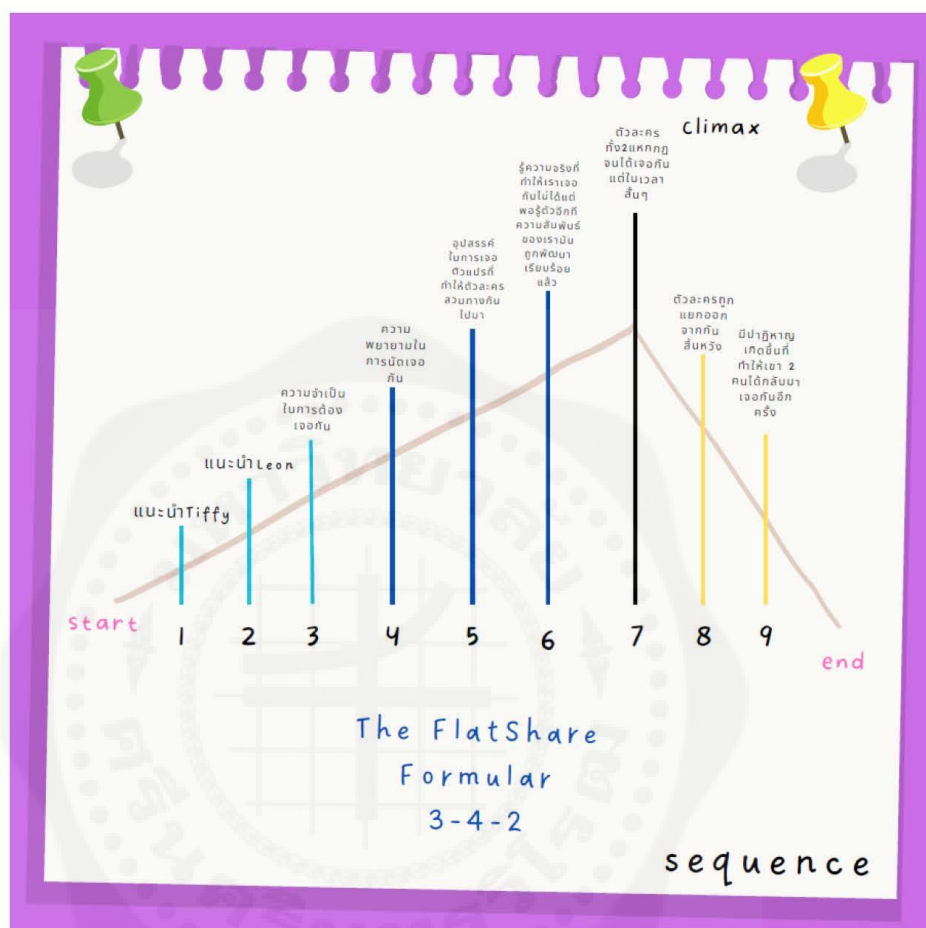 climax
ตัวละคร
ทั้ง2แหกกฎ
จนได้เจอกัน
แต่ในเวลา
สั้นๆ
รู้ความจริงที่
ทำให้เราเจอ
กันไม่ได้แต่
พอรู้ตัวอีกที
ความสัมพันธ์
ของเรามัน
ถูกพัฒนา
เรียบร้อย
แล้ว
อุปสรรค์
ในการเจอ
ตัวแปรที่
ทำให้ตัวละคร
สวนทางกัน
ไปมา
ความ
พยายามใน
การนัดเจอ
กัน
ความจำเป็น
ในการต้อง
เจอกัน
แนะนำLeon
แนะนำTiffy
ตัวละครถูก
แยกออก
จากกัน
สิ้นหวัง
มีปาฏิหาญ
เกิดขึ้นที่
ทำให้เขา 2
คนได้กลับมา
เจอกันอีก
ครั้ง
start
1 2 3 4 5 6 7 8 9
end
The FlatShare
Formular
3-4-2
sequence